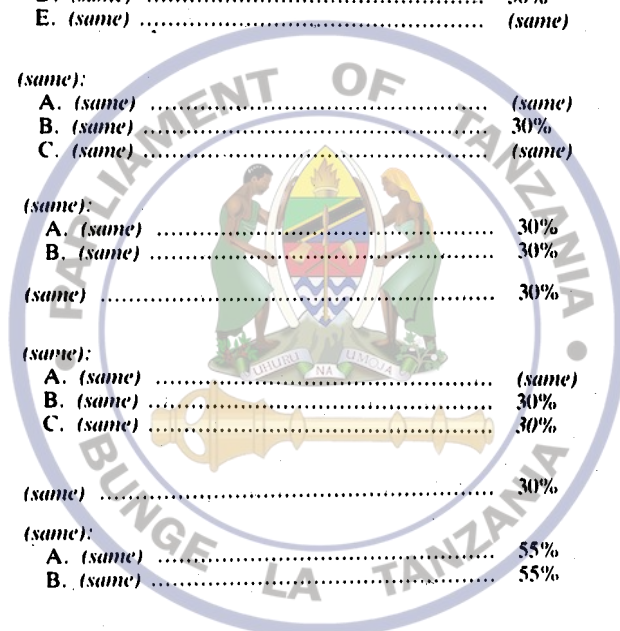 E. (same) ........ (same)
(same):
A. (same) ........ (same)
B. (same) ........ 30%
C. (same) ........ (same)
(same):
A. (same) ........ 30%
B. (same) ........ 30%
(same) ........ 30%
(same):
A. (same) ........ (same)
B. (same) ........ 30%
C. (same) ........ 30%
(same) ........ 30%
(same):
A. (same) ........ 55%
B. (same) ........ 55%
PARLIAMENT OF TANZANIA
UHURU NA UMOJA
BUNGE LA TANZANIA